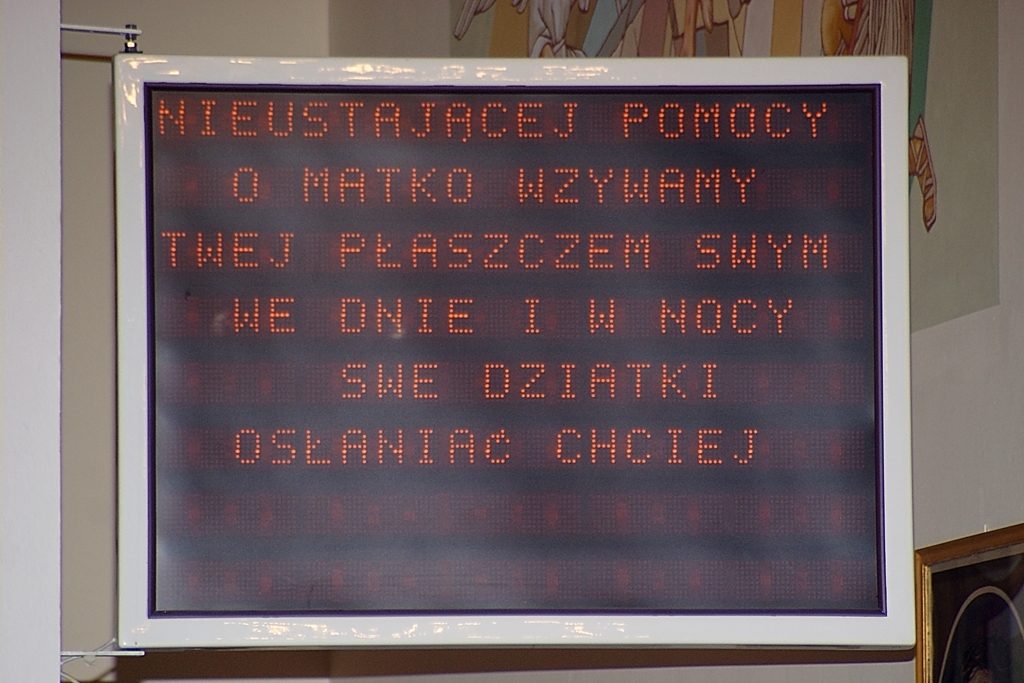 NIEUSTAJĄCEJ POMOCY
O MATKO WZYWAMY
TWEJ PŁASZCZEM SWYM
WE DNIE I W NOCY
SWE DZIATKI
OSŁANIAĆ CHCIEJ